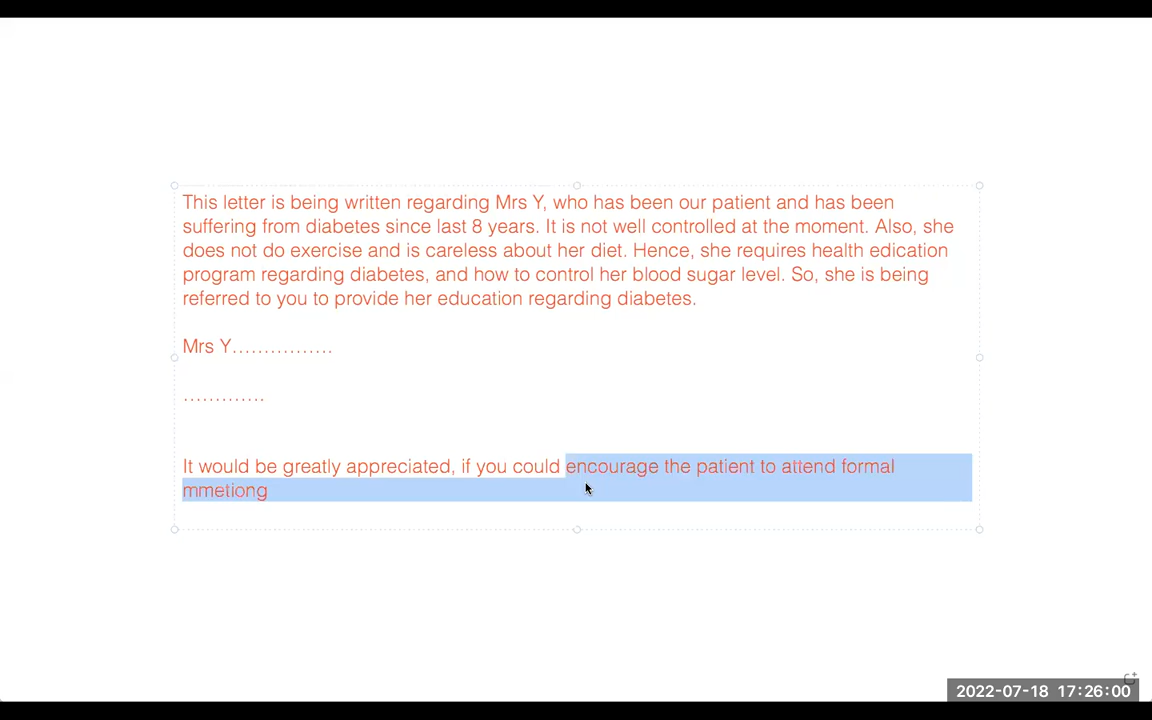 This letter is being written regarding Mrs Y, who has been our patient and has been
suffering from diabetes since last 8 years. It is not well controlled at the moment. Also, she
does not do exercise and is careless about her diet. Hence, she requires health edication
program regarding diabetes, and how to control her blood sugar level. So, she is being
referred to you to provide her education regarding diabetes.
Mrs Y................
.............
It would be greatly appreciated, if you could encourage the patient to attend formal
mmetiong
2022-07-18 17:26:00